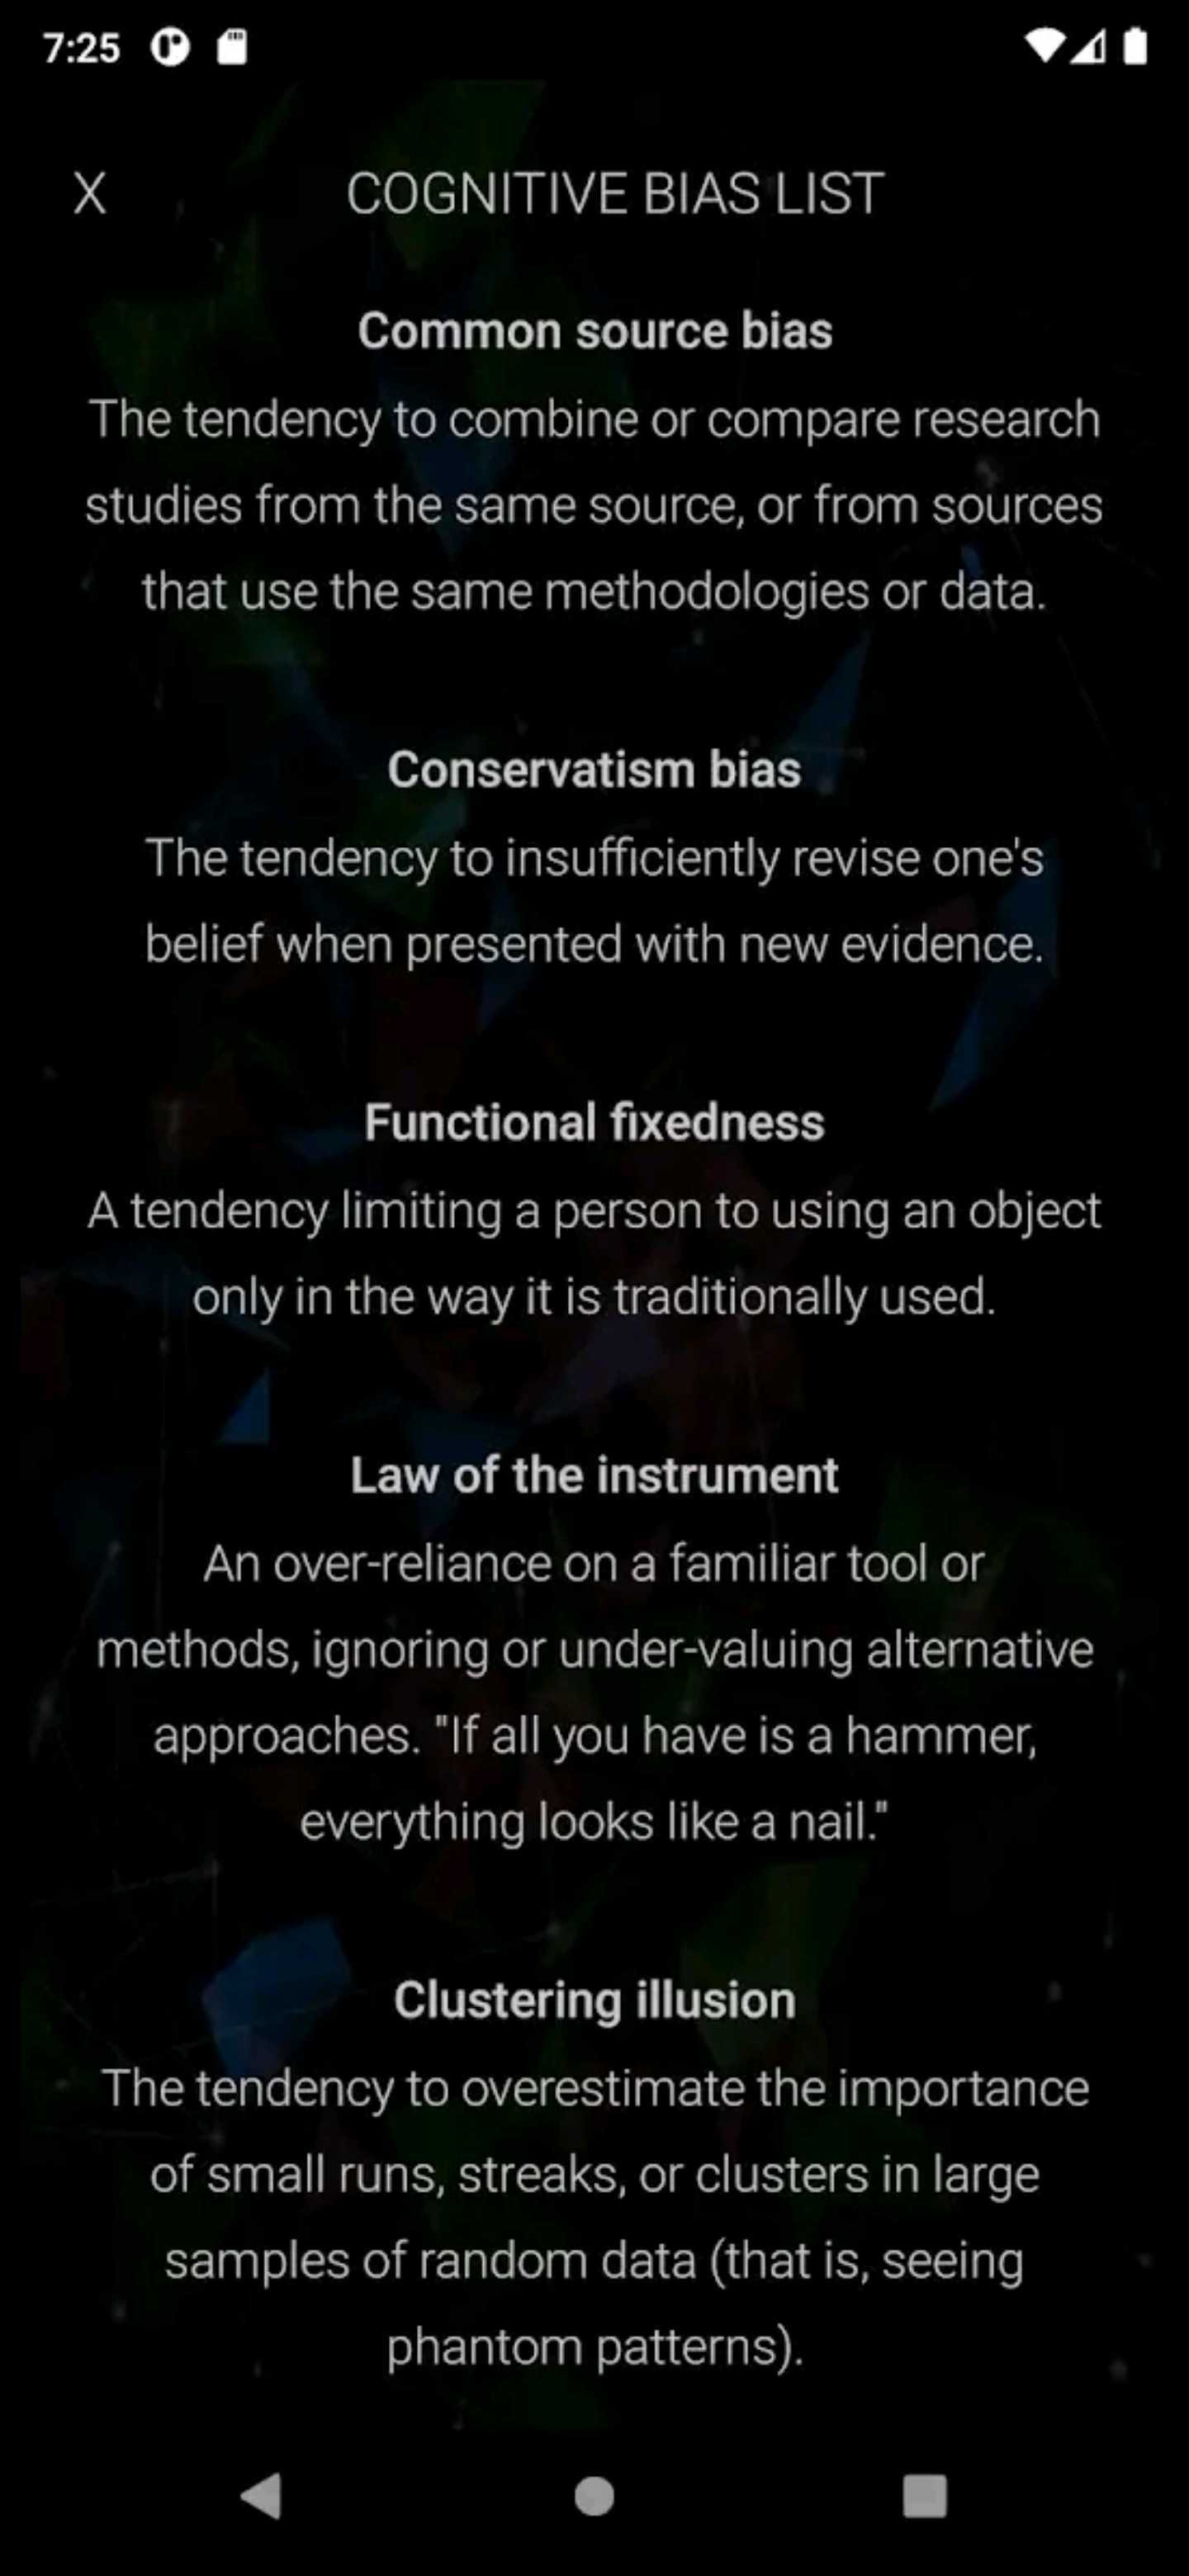 7:25
X COGNITIVE BIAS LIST
Common source bias
The tendency to combine or compare research
studies from the same source, or from sources
that use the same methodologies or data.
Conservatism bias
The tendency to insufficiently revise one's
belief when presented with new evidence.
Functional fixedness
A tendency limiting a person to using an object
only in the way it is traditionally used.
Law of the instrument
An over-reliance on a familiar tool or
methods, ignoring or under-valuing alternative
approaches. "If all you have is a hammer,
everything looks like a nail."
Clustering illusion
The tendency to overestimate the importance
of small runs, streaks, or clusters in large
samples of random data (that is, seeing
phantom patterns).